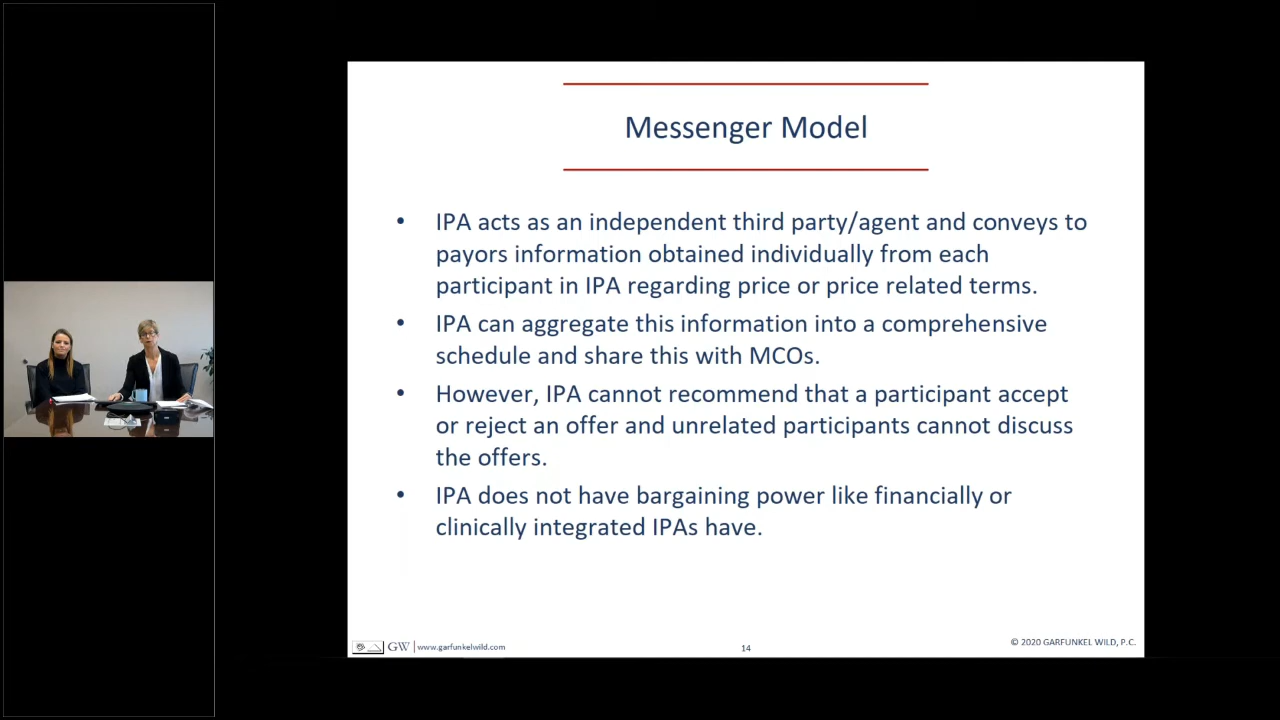 Messenger Model
• IPA acts as an independent third party/agent and conveys to
payors information obtained individually from each
participant in IPA regarding price or price related terms.
• IPA can aggregate this information into a comprehensive
schedule and share this with MCOs.
• However, IPA cannot recommend that a participant accept
or reject an offer and unrelated participants cannot discuss
the offers.
• IPA does not have bargaining power like financially or
clinically integrated IPAs have.
GW | www.garfunkelwild.com
14
© 2020 GARFUNKEL WILD, P.C.